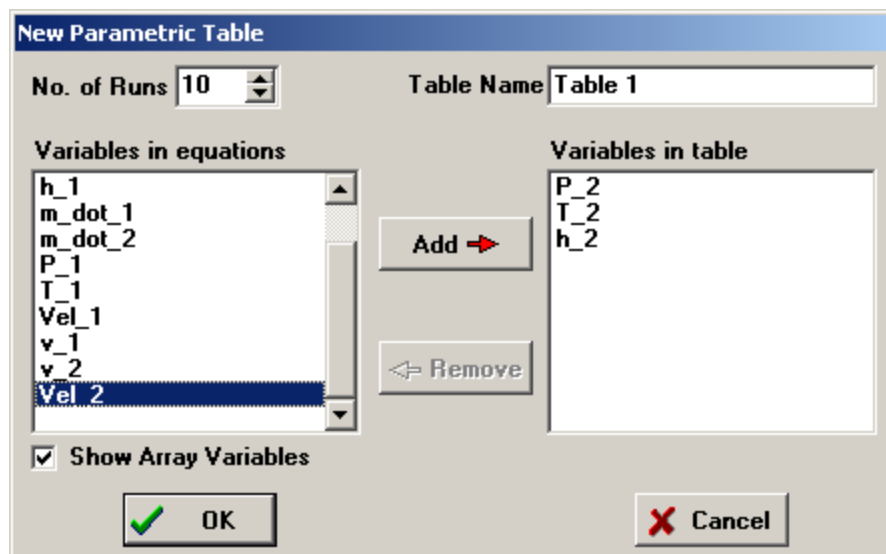 New Parametric Table
No. of Runs 10 Table Name Table 1
Variables in equations Variables in table
h_1
m_dot_1
m_dot_2
P_1
T_1
Vel_1
v_1
v_2
Vel_2
P_2
T_2
h_2
Add
Remove
Show Array Variables
OK Cancel